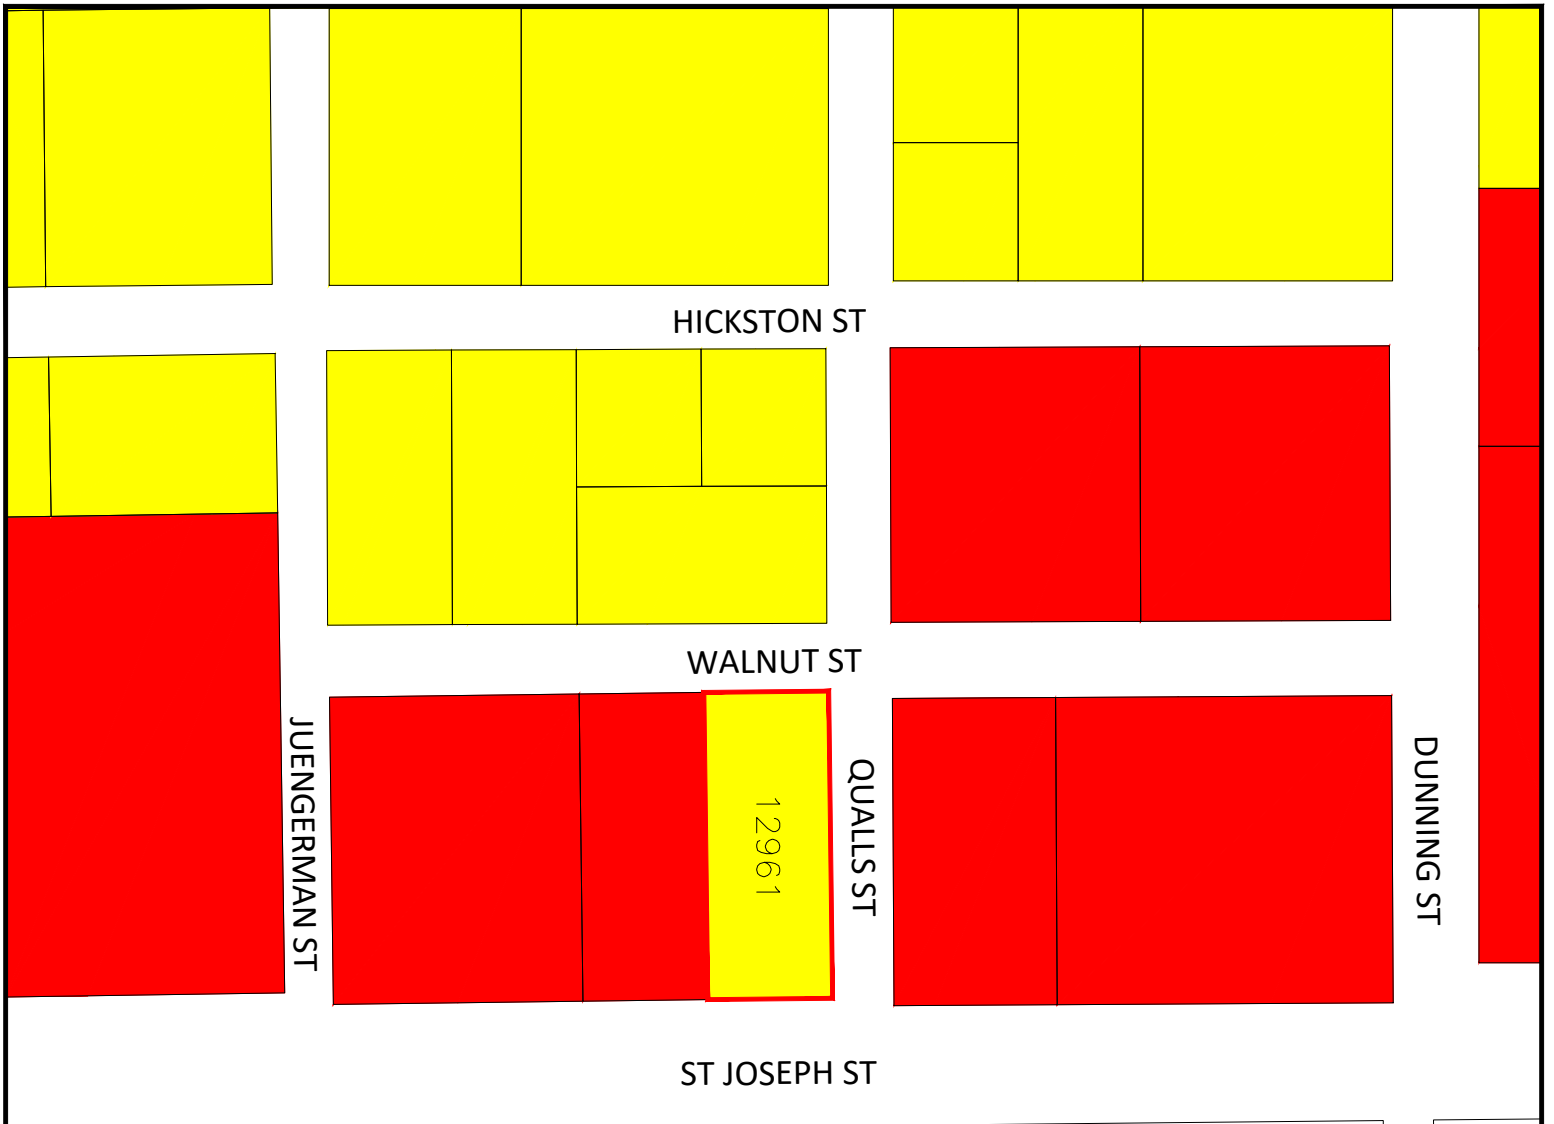 HICKSTON ST
WALNUT ST
JUENGERMAN ST
12961
QUALLS ST
DUNNING ST
ST JOSEPH ST